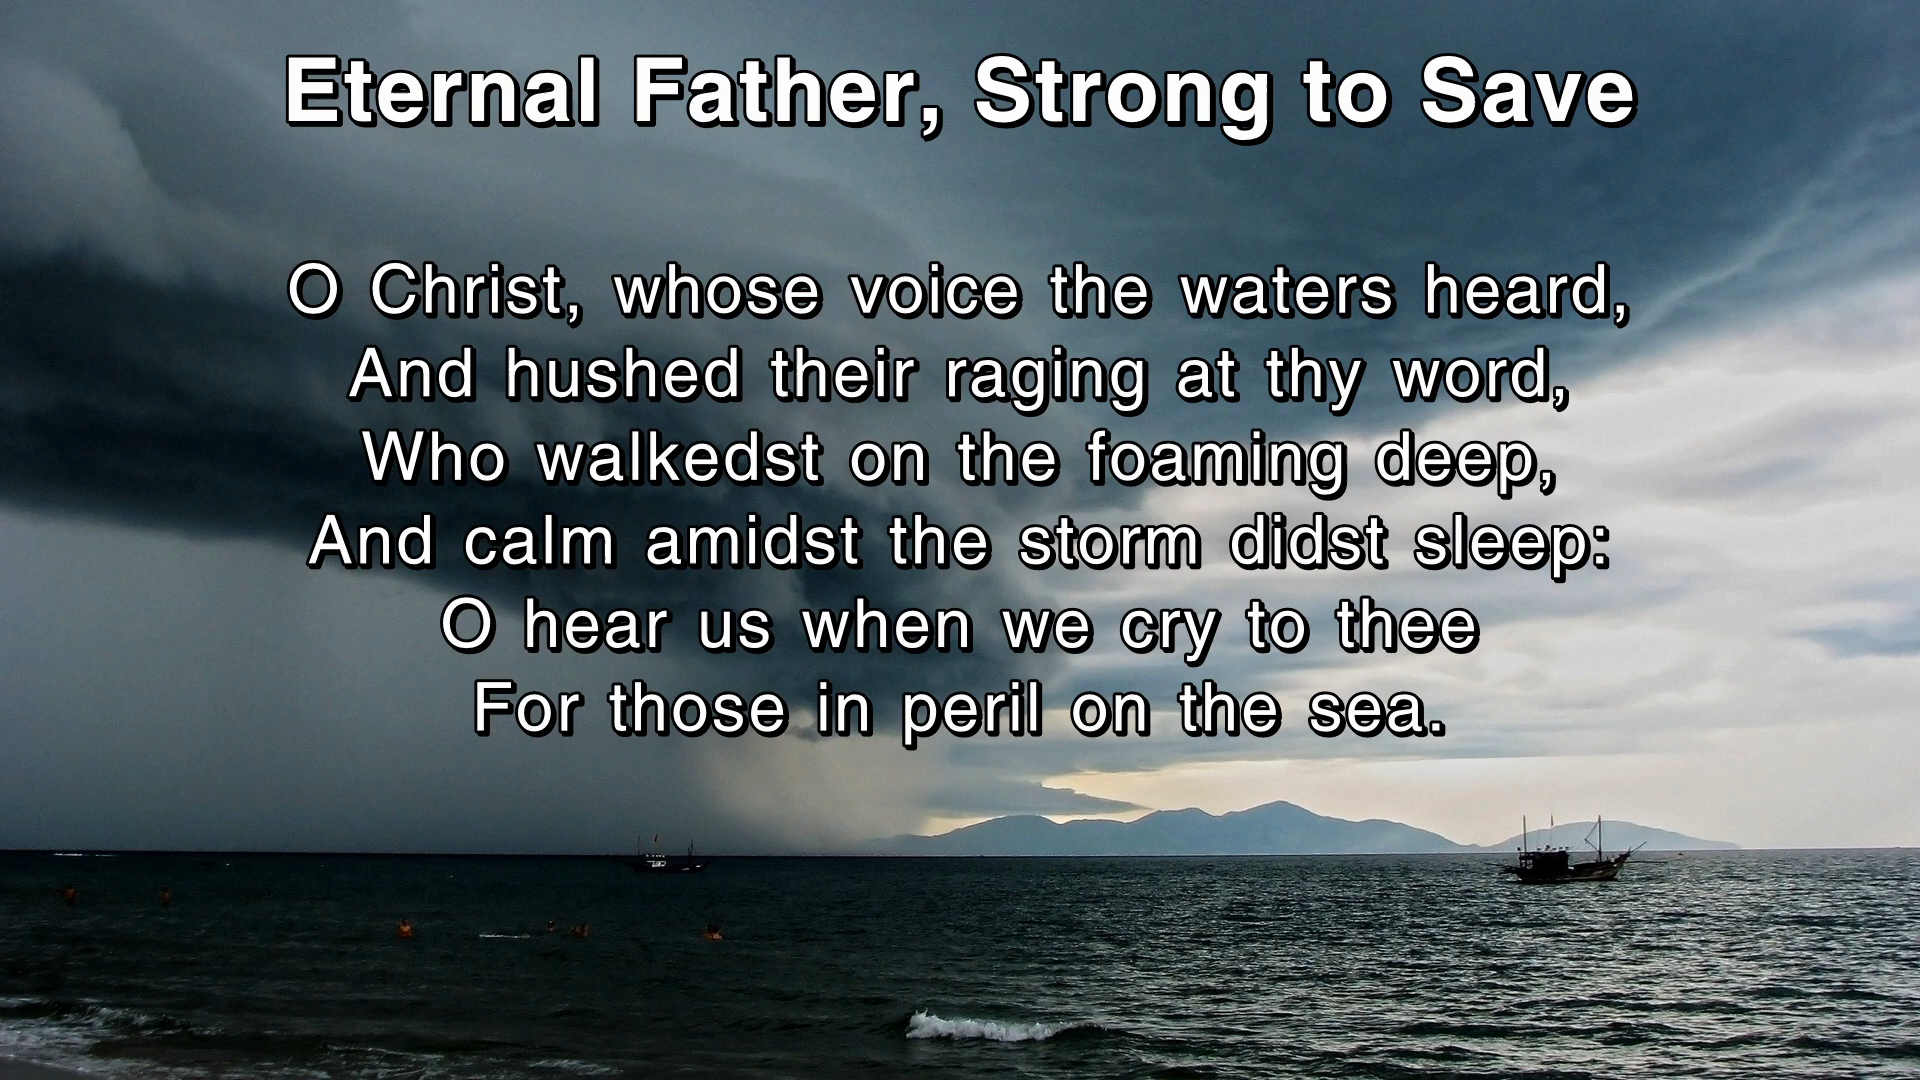 Eternal Father, Strong to Save
O Christ, whose voice the waters heard,
And hushed their raging at thy word,
Who walkedst on the foaming deep,
And calm amidst the storm didst sleep:
O hear us when we cry to thee
For those in peril on the sea.